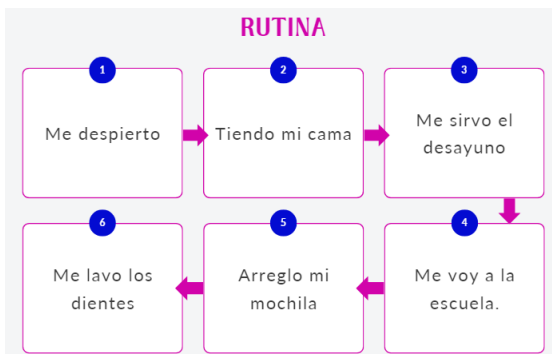 RUTINA
1
Me despierto
2
Tiendo mi cama
3
Me sirvo el
desayuno
4
Me voy a la
escuela.
5
Arreglo mi
mochila
6
Me lavo los
dientes